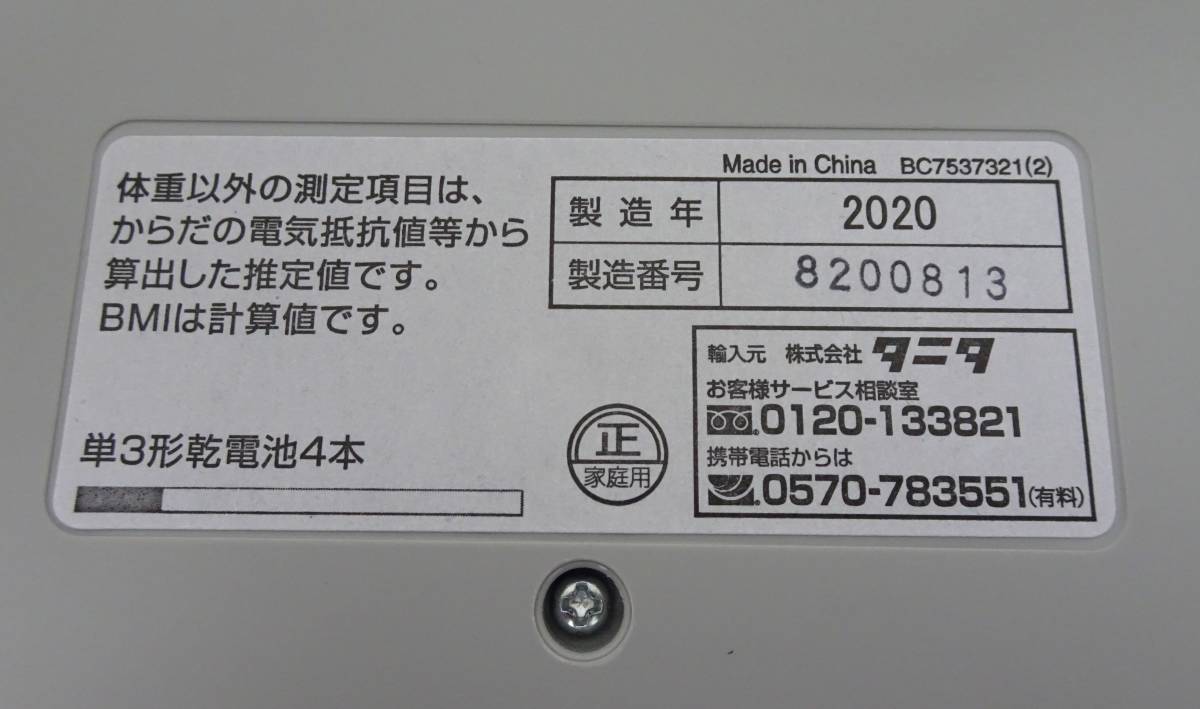 体重以外の測定項目は、
からだの電気抵抗値等から
算出した推定値です。
BMIは計算値です。
単3形乾電池4本
Made in China BC7537321(2)
製造年 2020
製造番号 8200813
正
家庭用
輸入元 株式会社 タニタ
お客様サービス相談室
0120-133821
携帯電話からは
0570-783551(有料)